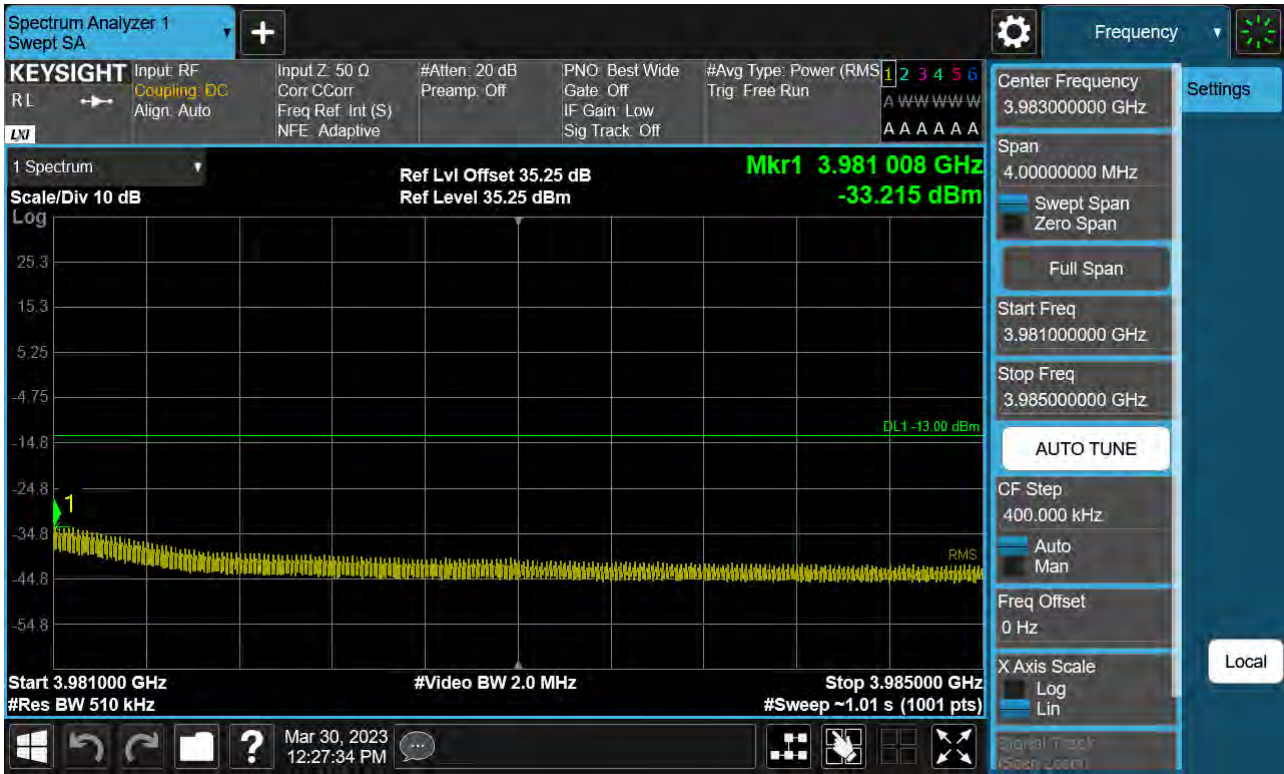 Spectrum Analyzer 1
Swept SA
+
Frequency
KEYSIGHT
RL
LXI
Input: RF
Coupling: DC
Align: Auto
Input Z: 50 Ω
Corr CCorr
Freq Ref: Int (S)
NFE: Adaptive
#Atten: 20 dB
Preamp: Off
PNO: Best Wide
Gate: Off
IF Gain: Low
Sig Track: Off
#Avg Type: Power (RMS
Trig: Free Run
1 2 3 4 5 6
A W W W W W
A A A A A A
1 Spectrum
Scale/Div 10 dB
Log
Ref Lvl Offset 35.25 dB
Ref Level 35.25 dBm
Mkr1 3.981 008 GHz
-33.215 dBm
25.3
15.3
5.25
-4.75
DL1 -13.00 dBm
-14.8
-24.8
1
-34.8
RMS
-44.8
-54.8
Start 3.981000 GHz
#Res BW 510 kHz
#Video BW 2.0 MHz
Stop 3.985000 GHz
#Sweep ~1.01 s (1001 pts)
Center Frequency
3.983000000 GHz
Settings
Span
4.00000000 MHz
Swept Span
Zero Span
Full Span
Start Freq
3.981000000 GHz
Stop Freq
3.985000000 GHz
AUTO TUNE
CF Step
400.000 kHz
Auto
Man
Freq Offset
0 Hz
X Axis Scale
Log
Lin
Local
Signal Track
(Span Zoom)
?
Mar 30, 2023
12:27:34 PM